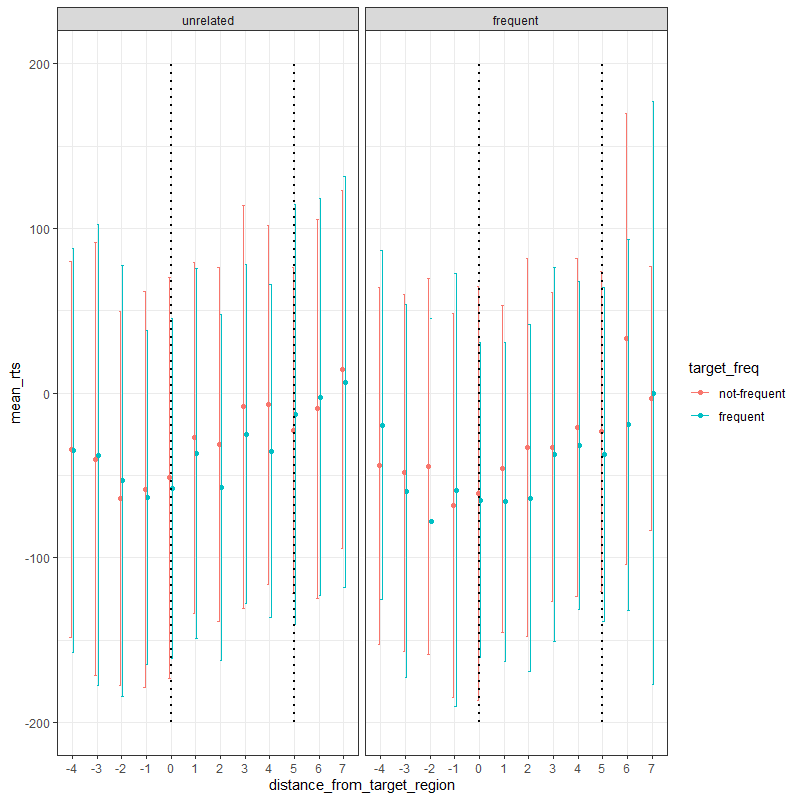 unrelated
frequent
200
100
0
-100
-200
mean_rts
-4 -3 -2 -1 0 1 2 3 4 5 6 7
-4 -3 -2 -1 0 1 2 3 4 5 6 7
distance_from_target_region
target_freq
not-frequent
frequent